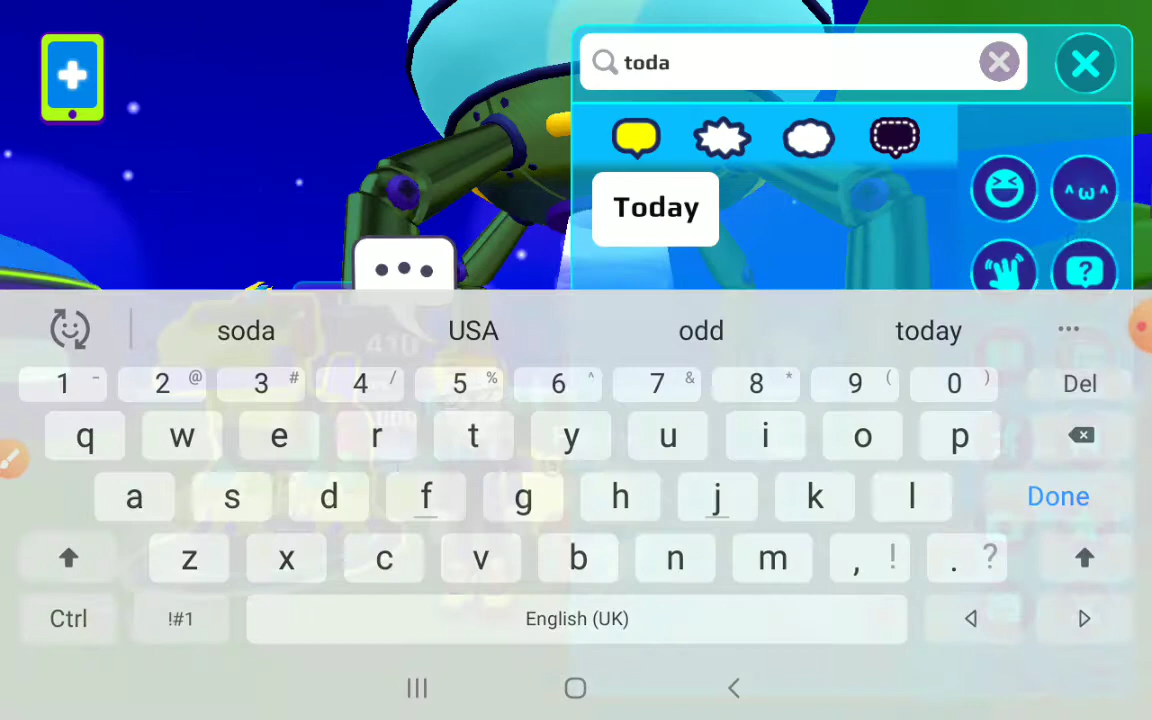 toda
Today
^ω^
?
410
soda USA odd today ...
1 - 2 @ 3 # 4 / 5 % 6 ^ 7 & 8 * 9 ( 0 ) Del
q w e r t y u i o p
a s d f g h j k l Done
z x c v b n m , ! . ?
Ctrl !#1 English (UK)